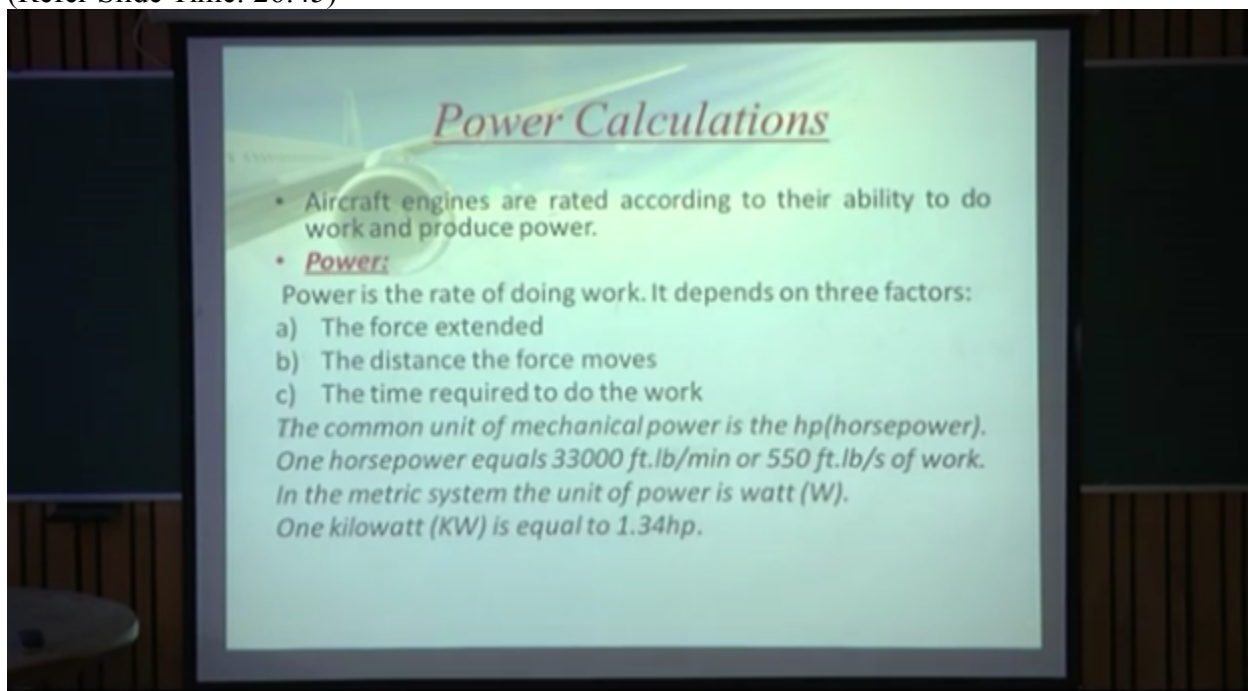 (Refer Slide Time: 20:45)
Power Calculations
• Aircraft engines are rated according to their ability to do
work and produce power.
• Power:
Power is the rate of doing work. It depends on three factors:
a) The force extended
b) The distance the force moves
c) The time required to do the work
The common unit of mechanical power is the hp(horsepower).
One horsepower equals 33000 ft.lb/min or 550 ft.lb/s of work.
In the metric system the unit of power is watt (W).
One kilowatt (KW) is equal to 1.34hp.